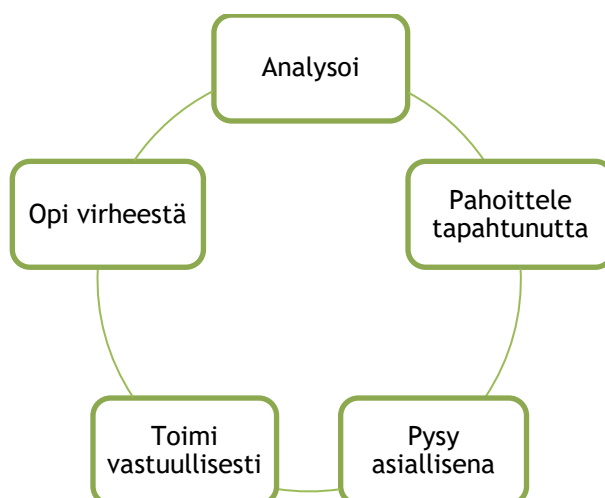 Analysoi
Pahoittele
tapahtunutta
Pysy
asiallisena
Toimi
vastuullisesti
Opi virheestä